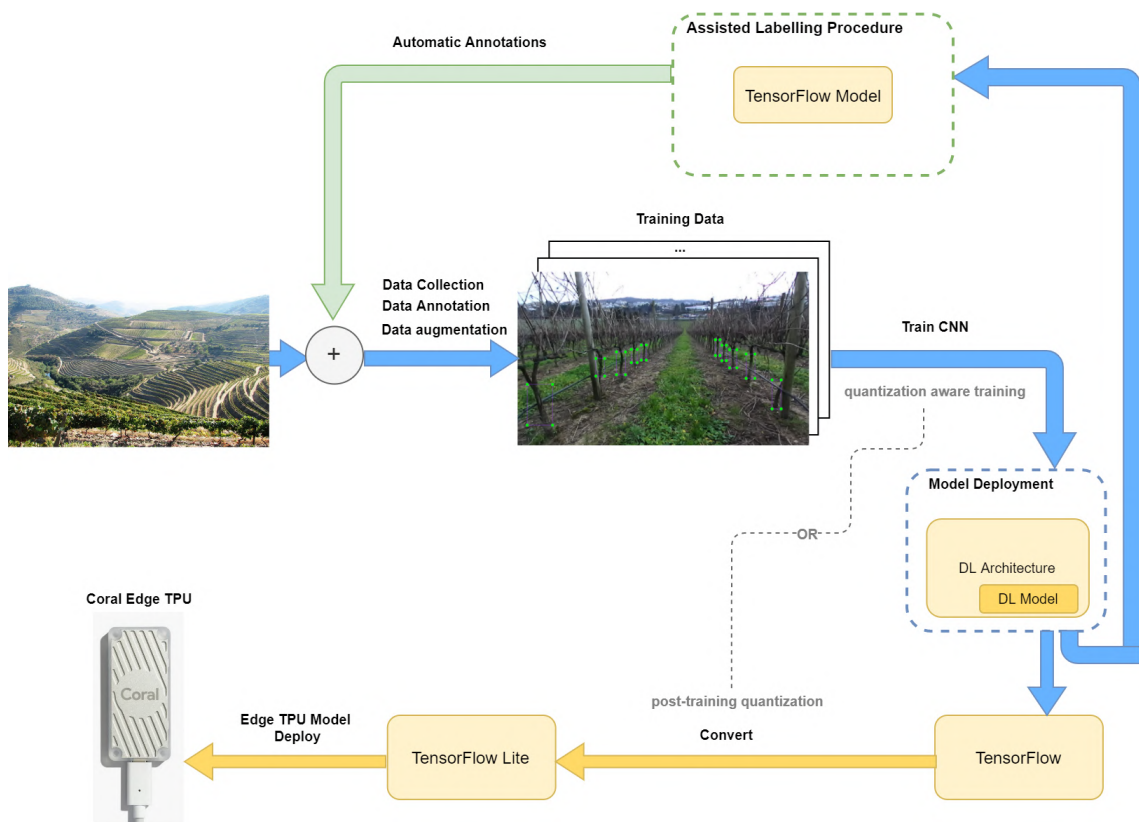 Assisted Labelling Procedure
Automatic Annotations
TensorFlow Model
Training Data
...
Data Collection
Data Annotation
Data augmentation
+
Train CNN
quantization aware training
Model Deployment
OR
DL Architecture
DL Model
Coral Edge TPU
Coral
post-training quantization
Edge TPU Model
Deploy
Convert
TensorFlow Lite
TensorFlow